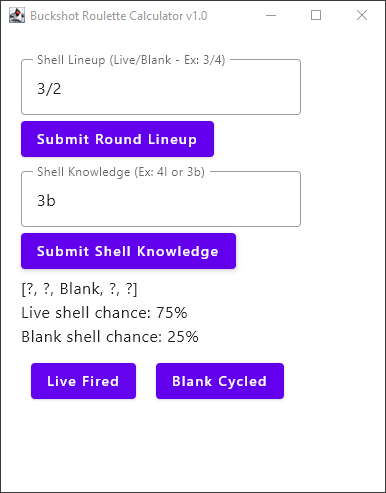 Buckshot Roulette Calculator v1.0
Shell Lineup (Live/Blank - Ex: 3/4)
3/2
Submit Round Lineup
Shell Knowledge (Ex: 4l or 3b)
3b
Submit Shell Knowledge
[?, ?, Blank, ?, ?]
Live shell chance: 75%
Blank shell chance: 25%
Live Fired
Blank Cycled